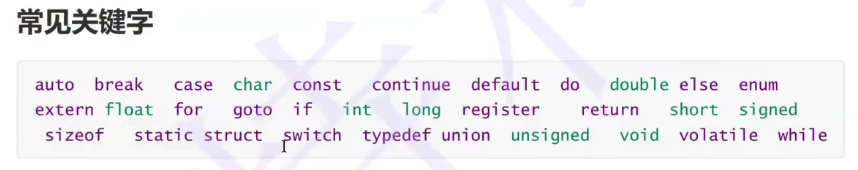 常见关键字
auto break case char const continue default do double else enum
extern float for goto if int long register return short signed
sizeof static struct switch typedef union unsigned void volatile while